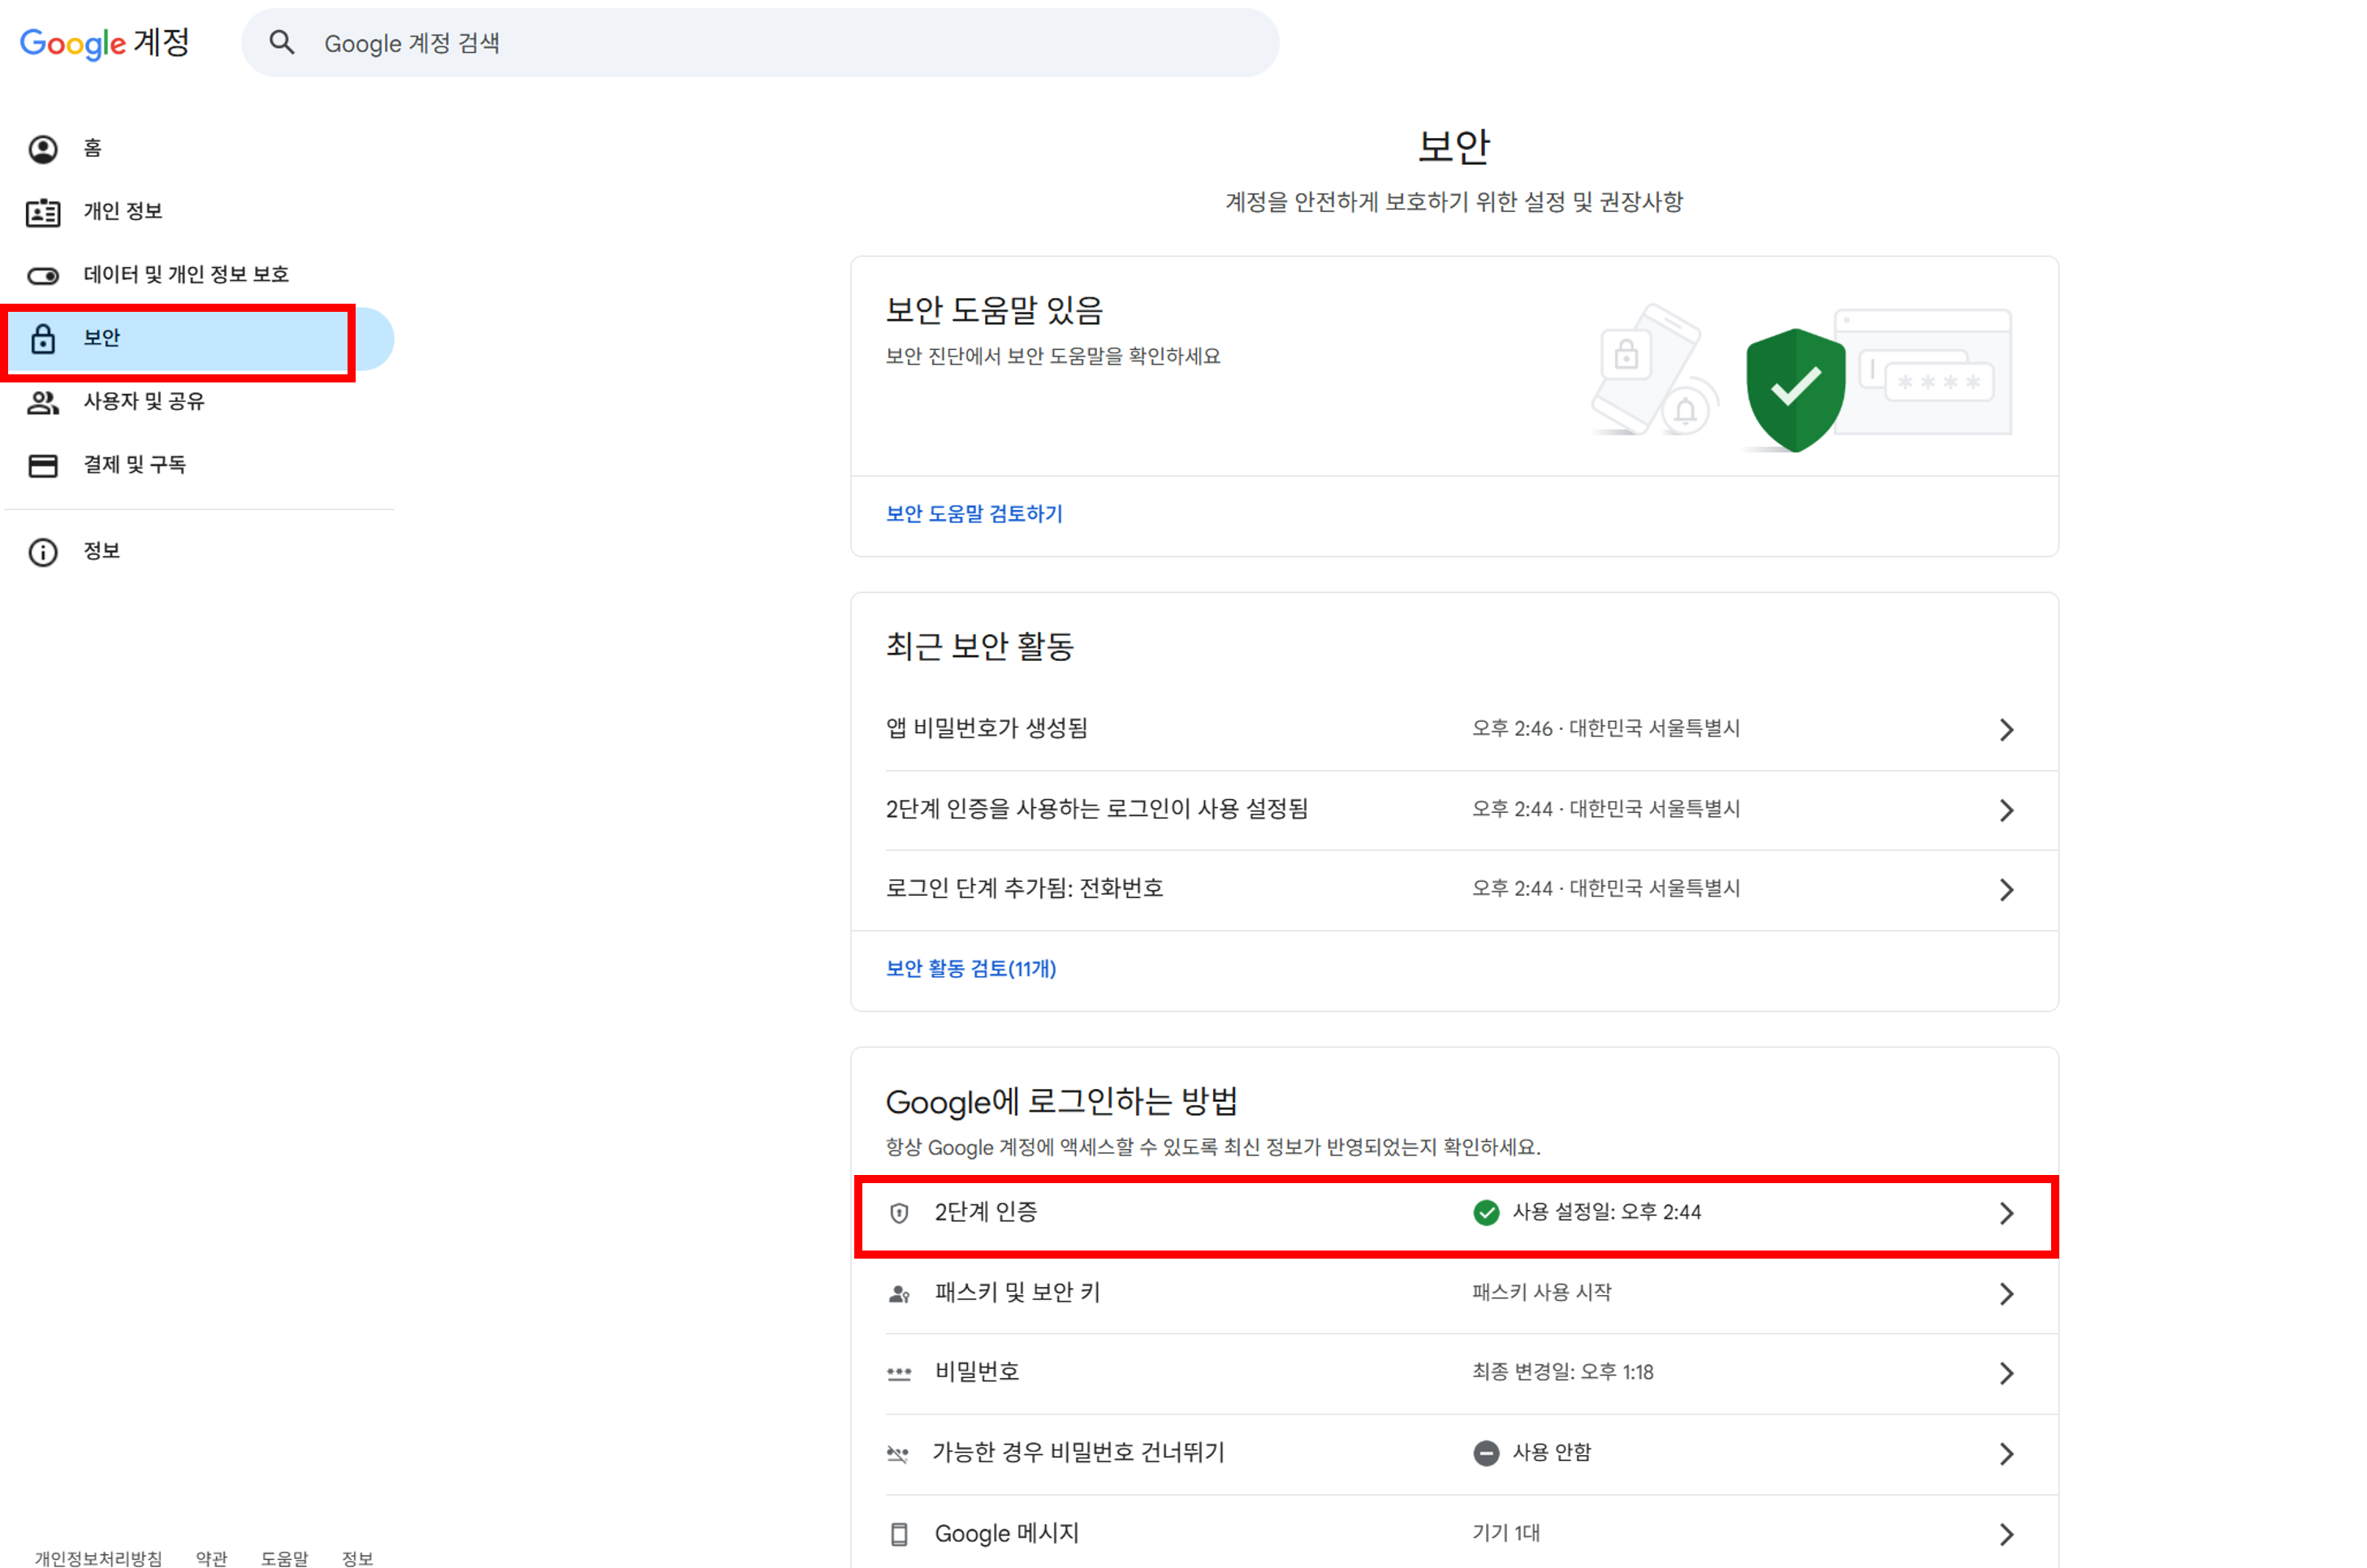 Google 계정
Google 계정 검색
홈
개인 정보
데이터 및 개인 정보 보호
보안
사용자 및 공유
결제 및 구독
정보
보안
계정을 안전하게 보호하기 위한 설정 및 권장사항
보안 도움말 있음
보안 진단에서 보안 도움말을 확인하세요
****
보안 도움말 검토하기
최근 보안 활동
앱 비밀번호가 생성됨 오후 2:46 · 대한민국 서울특별시
2단계 인증을 사용하는 로그인이 사용 설정됨 오후 2:44 · 대한민국 서울특별시
로그인 단계 추가됨: 전화번호 오후 2:44 · 대한민국 서울특별시
보안 활동 검토(11개)
Google에 로그인하는 방법
항상 Google 계정에 액세스할 수 있도록 최신 정보가 반영되었는지 확인하세요.
2단계 인증 사용 설정일: 오후 2:44
패스키 및 보안 키 패스키 사용 시작
비밀번호 최종 변경일: 오후 1:18
가능한 경우 비밀번호 건너뛰기 사용 안함
Google 메시지 기기 1대
개인정보처리방침 약관 도움말 정보